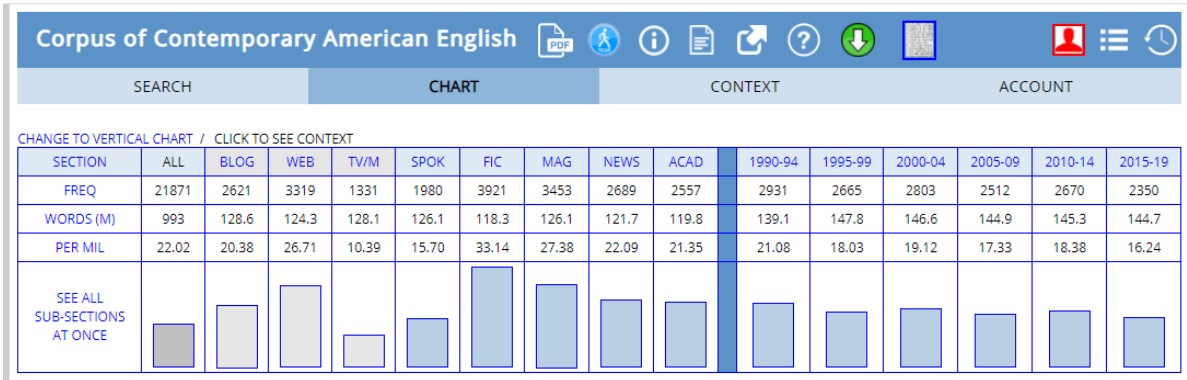 Corpus of Contemporary American English PDF
SEARCH CHART CONTEXT ACCOUNT
CHANGE TO VERTICAL CHART / CLICK TO SEE CONTEXT
SECTION ALL BLOG WEB TV/M SPOK FIC MAG NEWS ACAD 1990-94 1995-99 2000-04 2005-09 2010-14 2015-19
FREQ 21871 2621 3319 1331 1980 3921 3453 2689 2557 2931 2665 2803 2512 2670 2350
WORDS (M) 993 128.6 124.3 128.1 126.1 118.3 126.1 121.7 119.8 139.1 147.8 146.6 144.9 145.3 144.7
PER MIL 22.02 20.38 26.71 10.39 15.70 33.14 27.38 22.09 21.35 21.08 18.03 19.12 17.33 18.38 16.24
SEE ALL
SUB-SECTIONS
AT ONCE